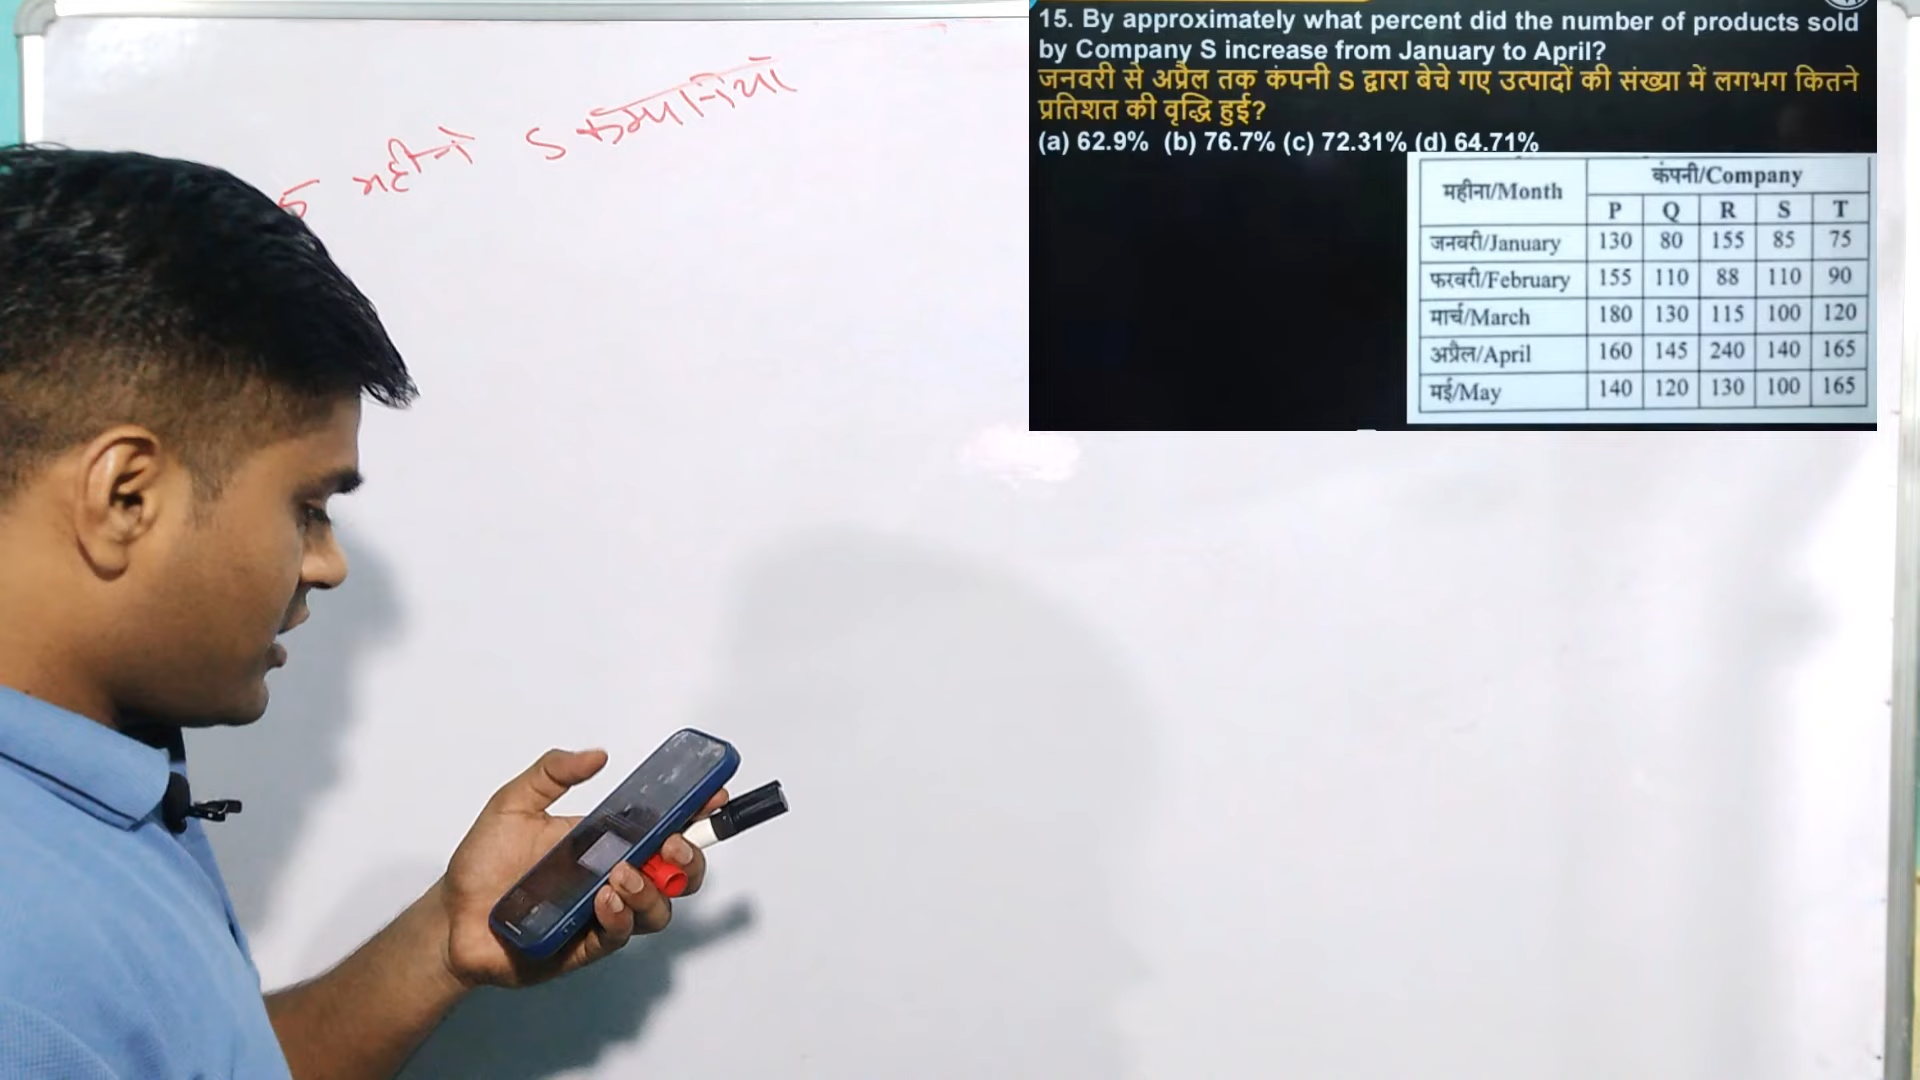 5 महीने 5 कम्पनियों
15. By approximately what percent did the number of products sold
by Company S increase from January to April?
जनवरी से अप्रैल तक कंपनी S द्वारा बेचे गए उत्पादों की संख्या में लगभग कितने
प्रतिशत की वृद्धि हुई?
(a) 62.9% (b) 76.7% (c) 72.31% (d) 64.71%
महीना/Month कंपनी/Company
P Q R S T
जनवरी/January 130 80 155 85 75
फरवरी/February 155 110 88 110 90
मार्च/March 180 130 115 100 120
अप्रैल/April 160 145 240 140 165
मई/May 140 120 130 100 165